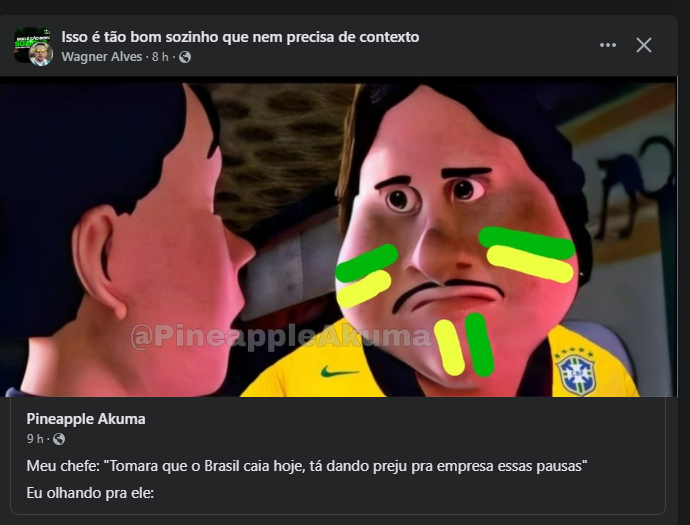 Isso é tão bom sozinho que nem precisa de contexto
Wagner Alves · 8 h ·
@PineappleAkuma
CBF
Pineapple Akuma
9 h ·
Meu chefe: "Tomara que o Brasil caia hoje, tá dando preju pra empresa essas pausas"
Eu olhando pra ele: